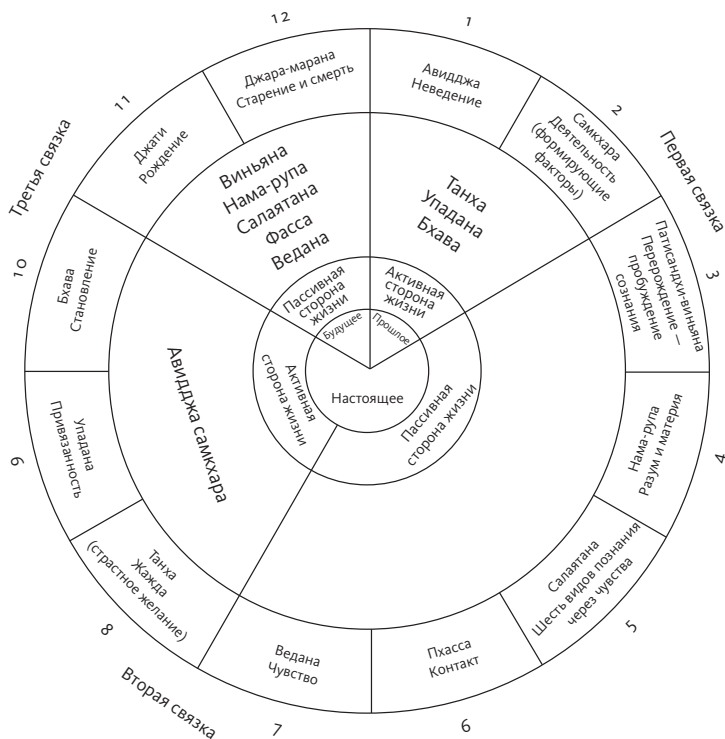 12
1
Джара-марана
Старение и смерть
Авидджа
Неведение
2
Самкхара
Деятельность
(формирующие
факторы)
Первая связка
3
Патисандхи-виньяна
Перерождение —
пробуждение
сознания
4
Нама-рупа
Разум и материя
5
Салаятана
Шесть видов познания
через чувства
6
Пхасса
Контакт
7
Ведана
Чувство
Вторая связка
8
Танха
Жажда
(страстное желание)
9
Упадана
Привязанность
10
Бхава
Становление
Третья связка
11
Джати
Рождение
Виньяна
Нама-рупа
Салаятана
Фасса
Ведана
Танха
упадана
Бхава
Авидджа самкхара
Пассивная
сторона
жизни
Активная
сторона
жизни
Будущее
Прошлое
Настоящее
Активная
сторона жизни
Пассивная
сторона жизни